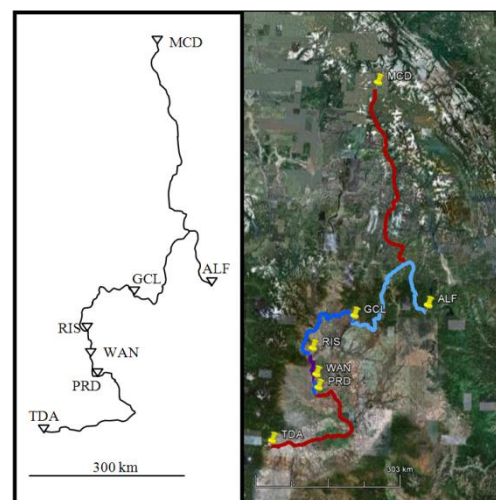 MCD
GCL
ALF
RIS
WAN
PRD
TDA
300 km
MCD
ALF
GCL
RIS
WAN
PRD
TDA
303 km